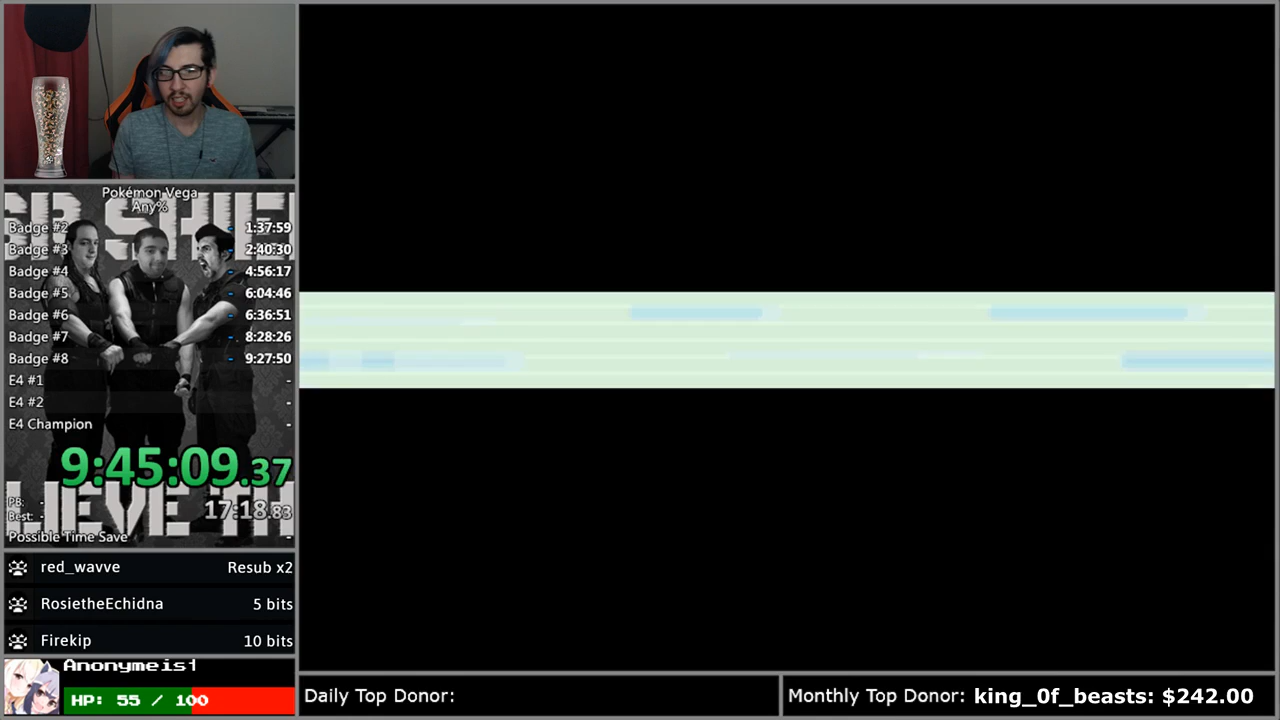 Pokémon Vega
Any%
Badge #2 - 1:37:59
Badge #3 - 2:40:30
Badge #4 - 4:56:17
Badge #5 - 6:04:46
Badge #6 - 6:36:51
Badge #7 - 8:28:26
Badge #8 - 9:27:50
E4 #1 -
E4 #2 -
E4 Champion -
9:45:09.37
PB: -
Best: - 17:18.83
LIEVE TH
Possible Time Save -
red_wavve Resub x2
RosietheEchidna 5 bits
Firekip 10 bits
Anonymeist
HP: 55 / 100
Daily Top Donor:
Monthly Top Donor: king_0f_beasts: $242.00